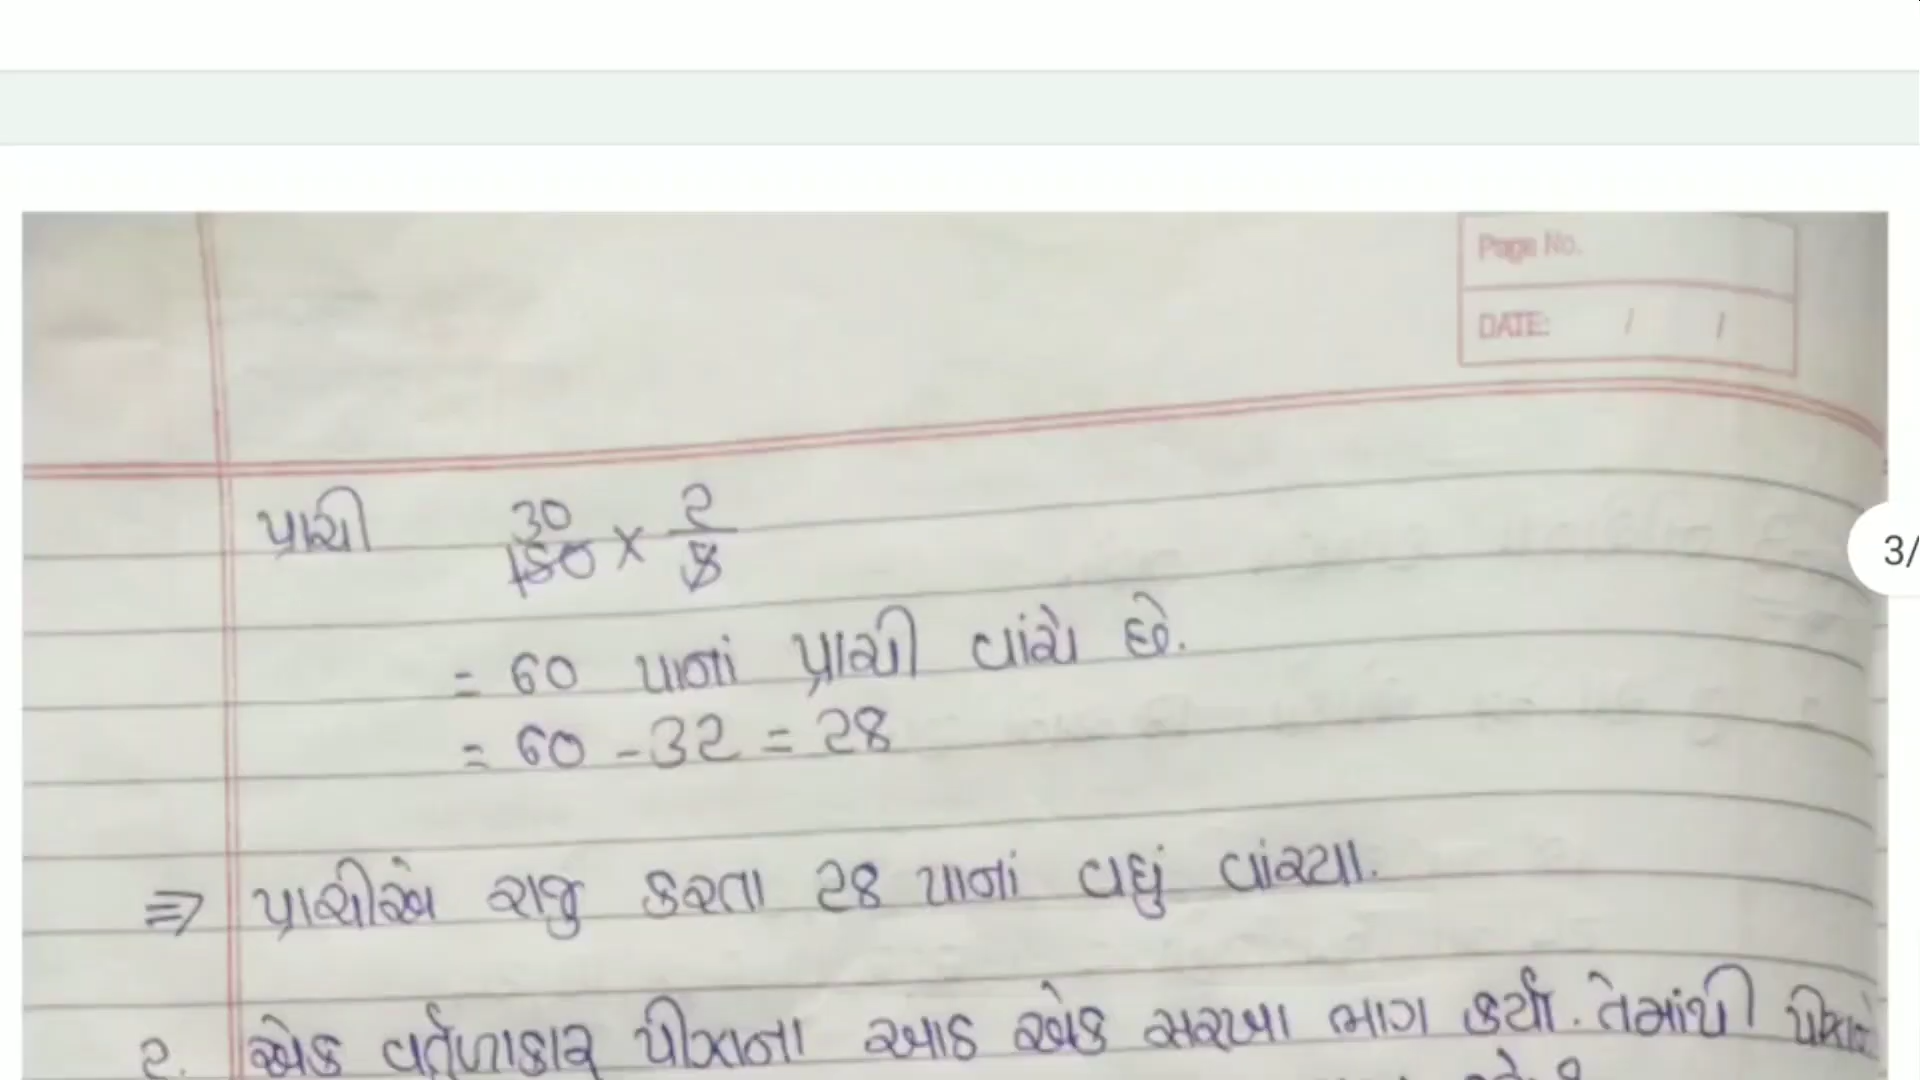 Page No.
DATE: / /
પ્રાચી 30
150 × 2/5
= 60 પાનાં પ્રાચી વાંચે છે.
= 60 - 32 = 28
⇒ પ્રાચીએ રાજુ કરતા 28 પાનાં વધું વાંચ્યા.
3/
2. એક વર્તુળાકાર પીઝાના આઠ એક સરખા ભાગ કર્યા. તેમાંથી